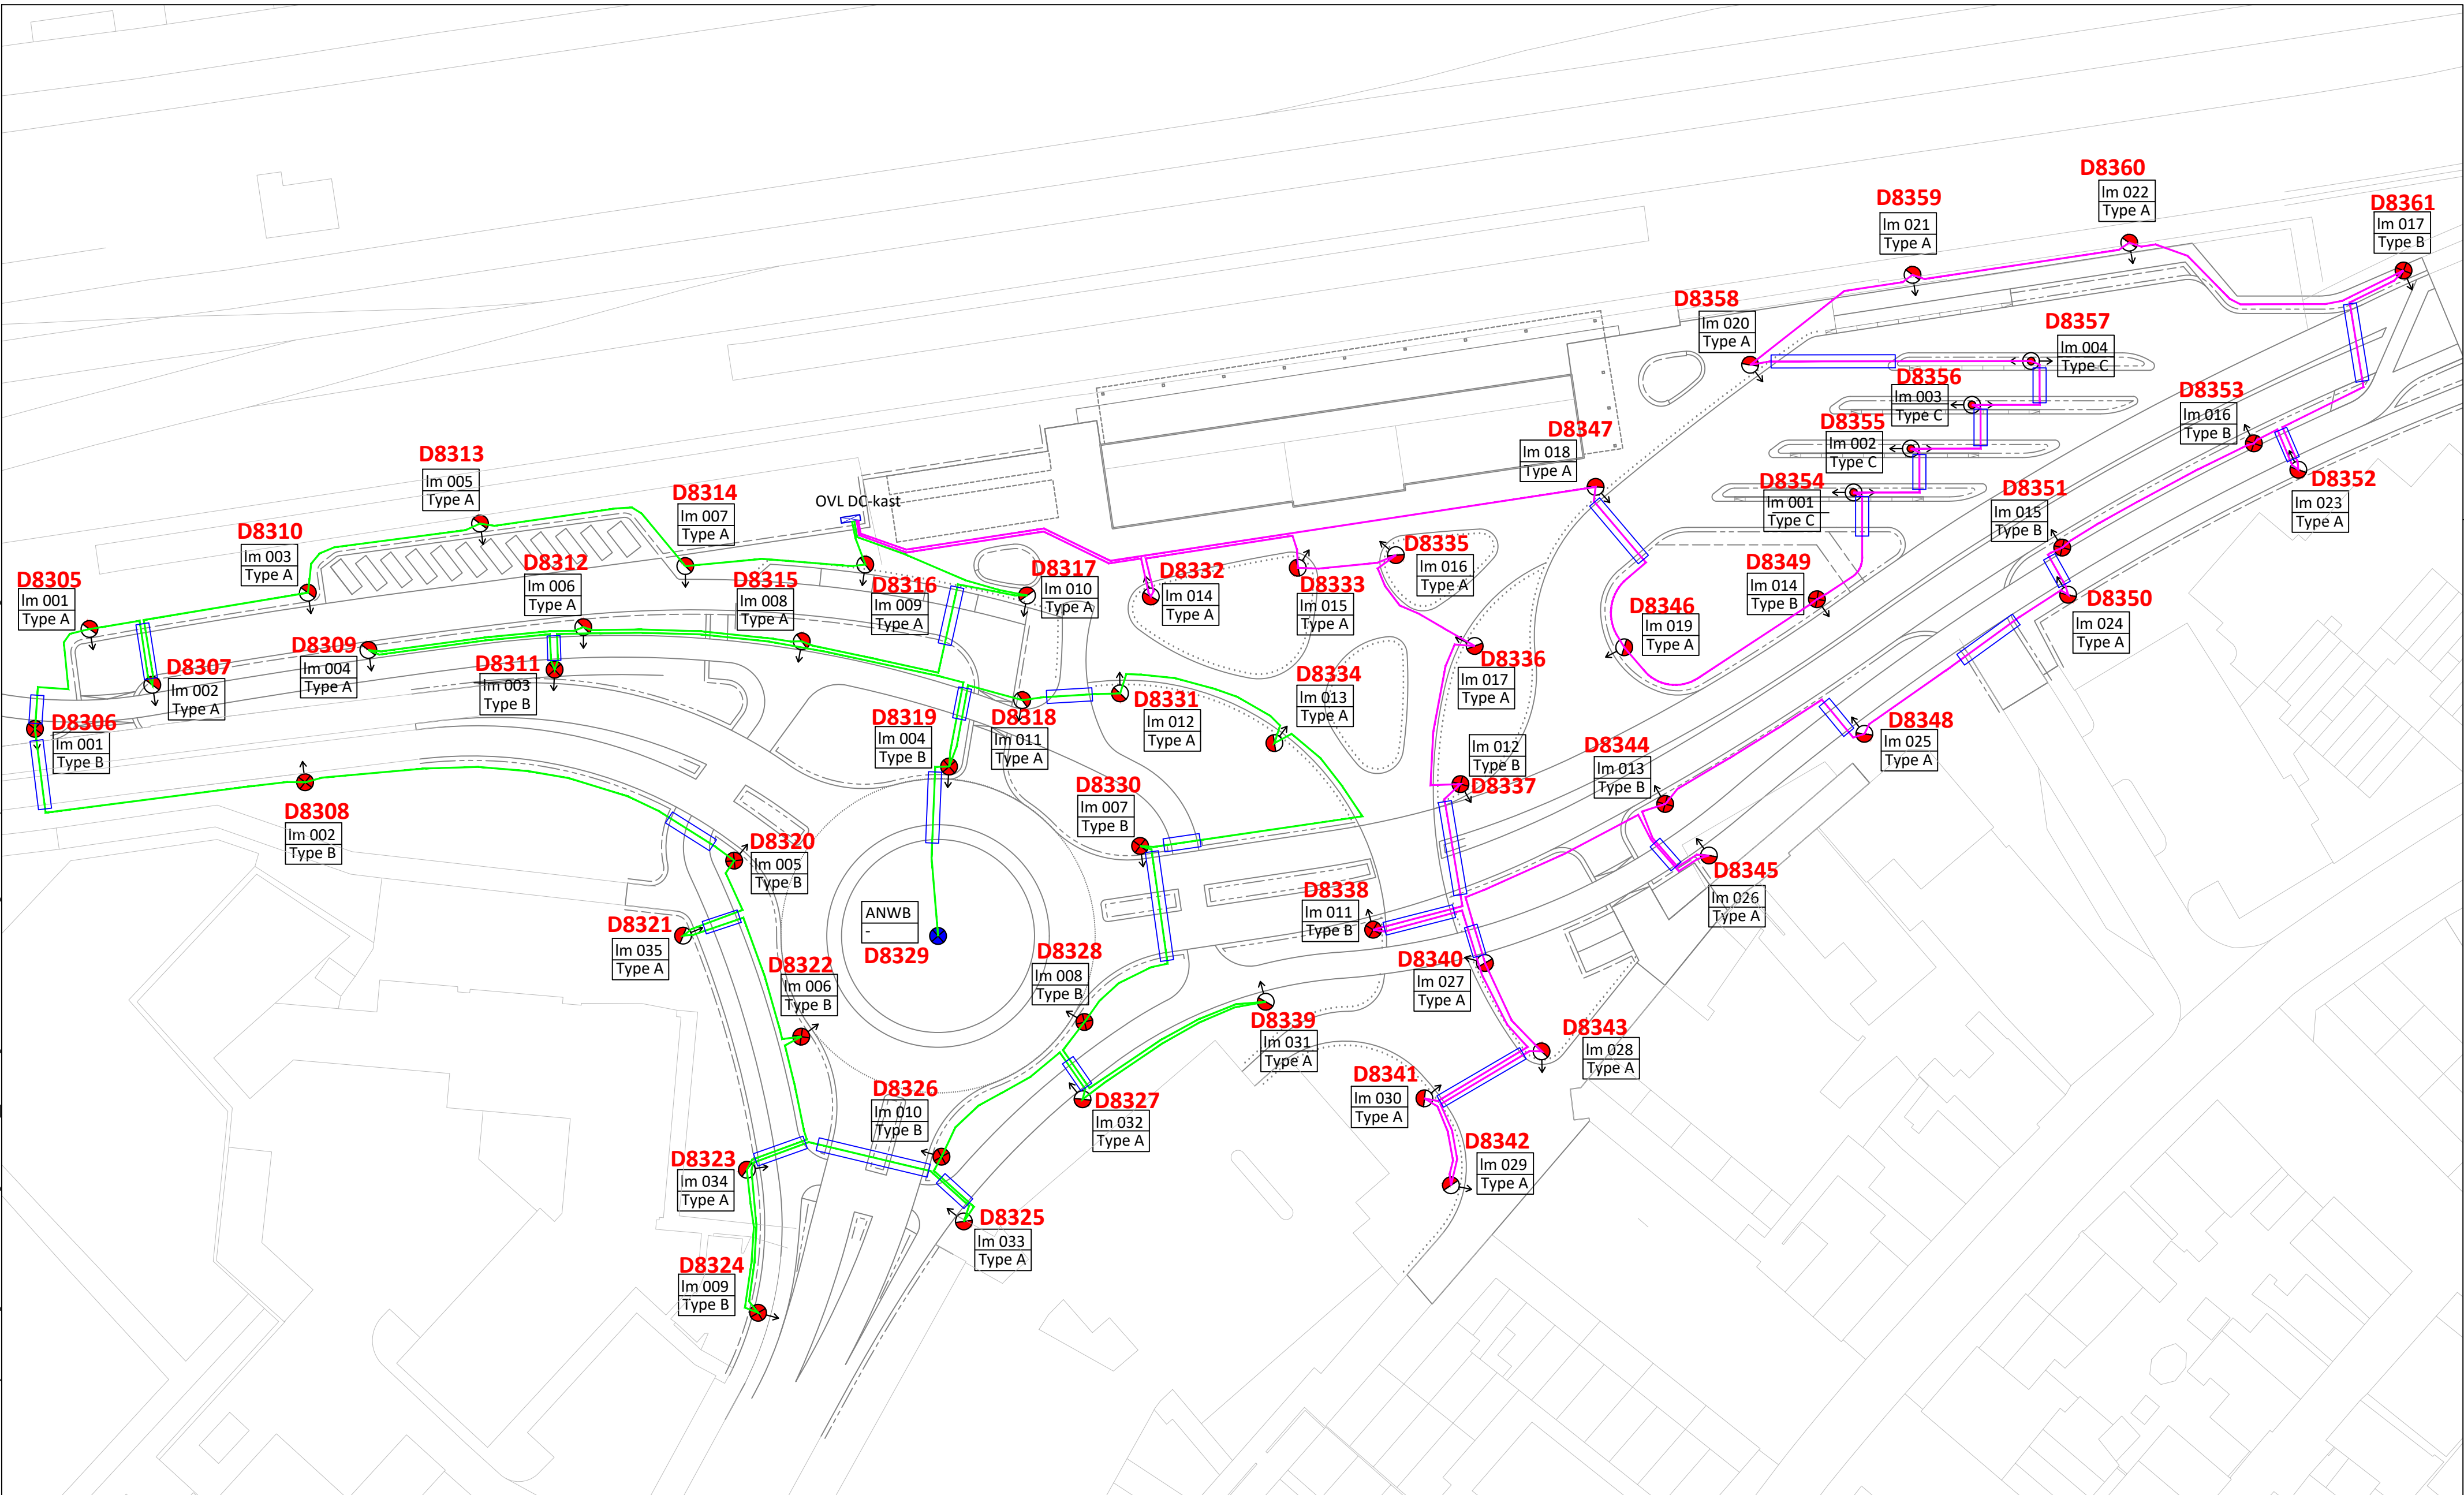 D8360
lm 022
Type A
D8359
lm 021
Type A
D8361
lm 017
Type B
D8358
lm 020
Type A
D8357
lm 004
Type C
D8356
lm 003
Type C
D8353
lm 016
Type B
D8355
lm 002
Type C
D8347
lm 018
Type A
D8313
lm 005
Type A
D8354
lm 001
Type C
D8352
lm 023
Type A
D8351
lm 015
Type B
D8314
lm 007
Type A
OVL DC-kast
D8310
lm 003
Type A
D8335
lm 016
Type A
D8312
lm 006
Type A
D8305
lm 001
Type A
D8315
lm 008
Type A
D8316
lm 009
Type A
D8317
lm 010
Type A
D8332
lm 014
Type A
D8333
lm 015
Type A
D8349
lm 014
Type B
D8346
lm 019
Type A
D8350
lm 024
Type A
D8309
lm 004
Type A
D8311
lm 003
Type B
D8307
lm 002
Type A
D8336
lm 017
Type A
D8334
lm 013
Type A
D8331
lm 012
Type A
D8306
lm 001
Type B
D8319
lm 004
Type B
D8318
lm 011
Type A
D8348
lm 025
Type A
lm 012
Type B
D8337
D8344
lm 013
Type B
D8308
lm 002
Type B
D8330
lm 007
Type B
D8320
lm 005
Type B
D8345
lm 026
Type A
D8338
lm 011
Type B
ANWB
-
D8329
D8321
lm 035
Type A
D8328
lm 008
Type B
D8340
lm 027
Type A
D8322
lm 006
Type B
D8339
lm 031
Type A
D8343
lm 028
Type A
D8341
lm 030
Type A
D8326
lm 010
Type B
D8327
lm 032
Type A
D8342
lm 029
Type A
D8323
lm 034
Type A
D8325
lm 033
Type A
D8324
lm 009
Type B